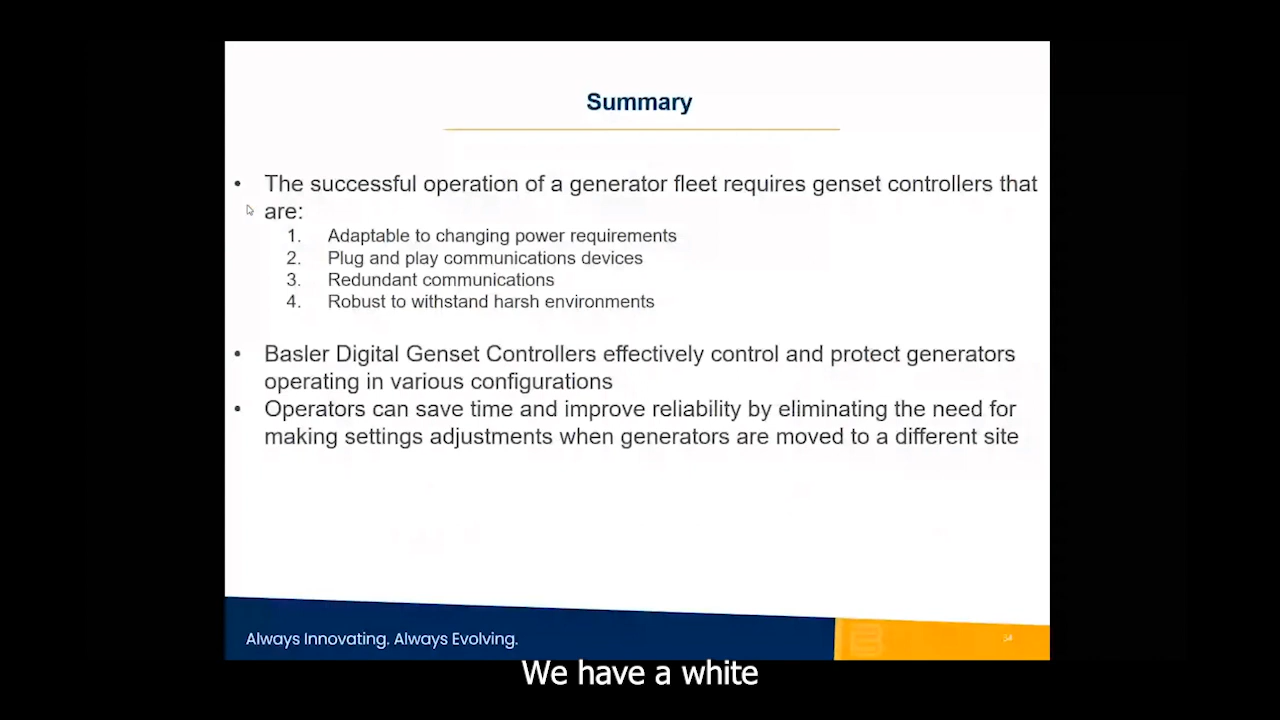 Summary
• The successful operation of a generator fleet requires genset controllers that
are:
1. Adaptable to changing power requirements
2. Plug and play communications devices
3. Redundant communications
4. Robust to withstand harsh environments
• Basler Digital Genset Controllers effectively control and protect generators
operating in various configurations
• Operators can save time and improve reliability by eliminating the need for
making settings adjustments when generators are moved to a different site
Always Innovating. Always Evolving.
We have a white